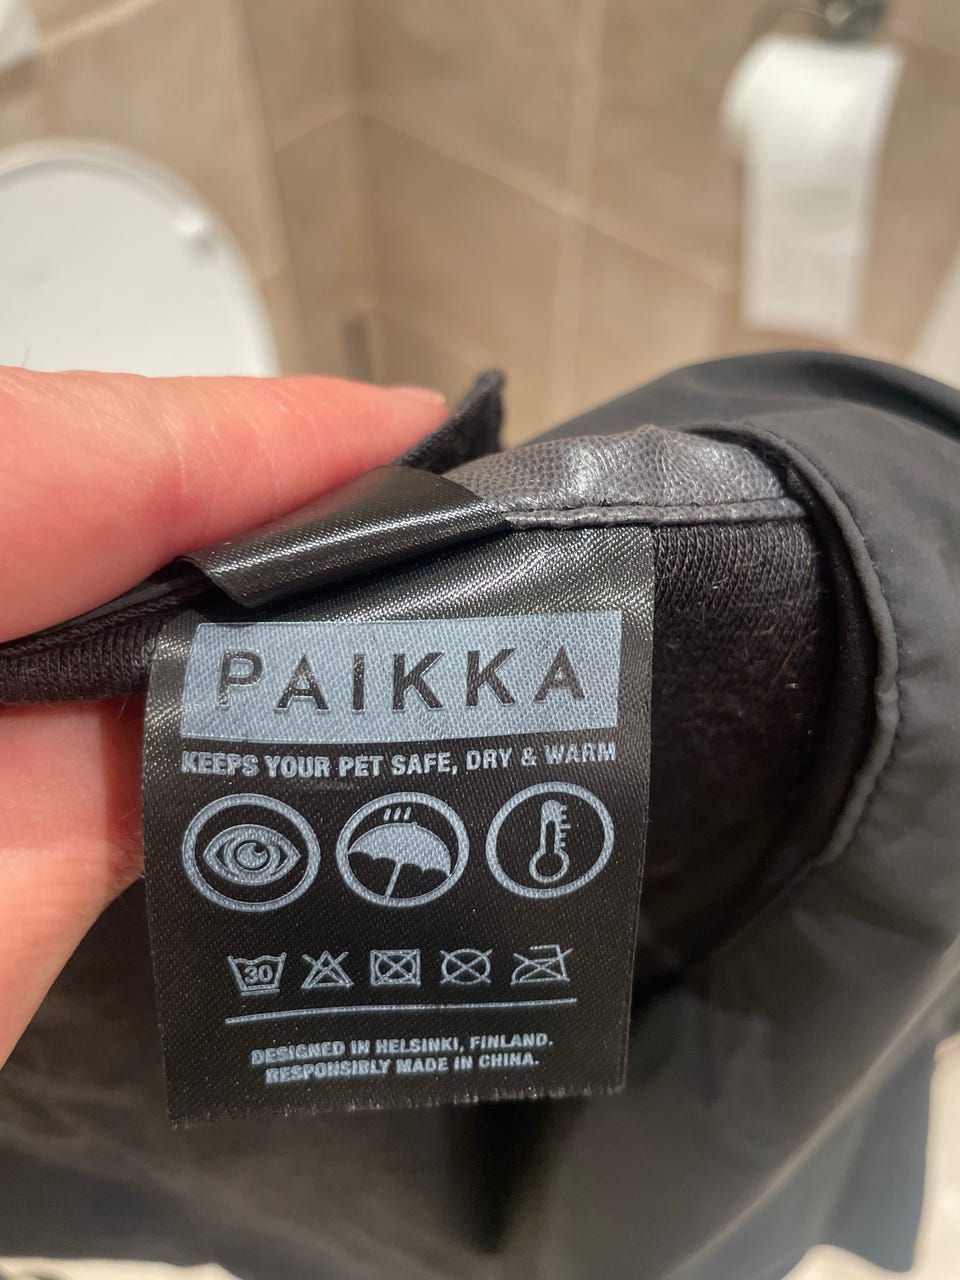 PAIKKA
KEEPS YOUR PET SAFE, DRY & WARM
30
DESIGNED IN HELSINKI, FINLAND.
RESPONSIBLY MADE IN CHINA.